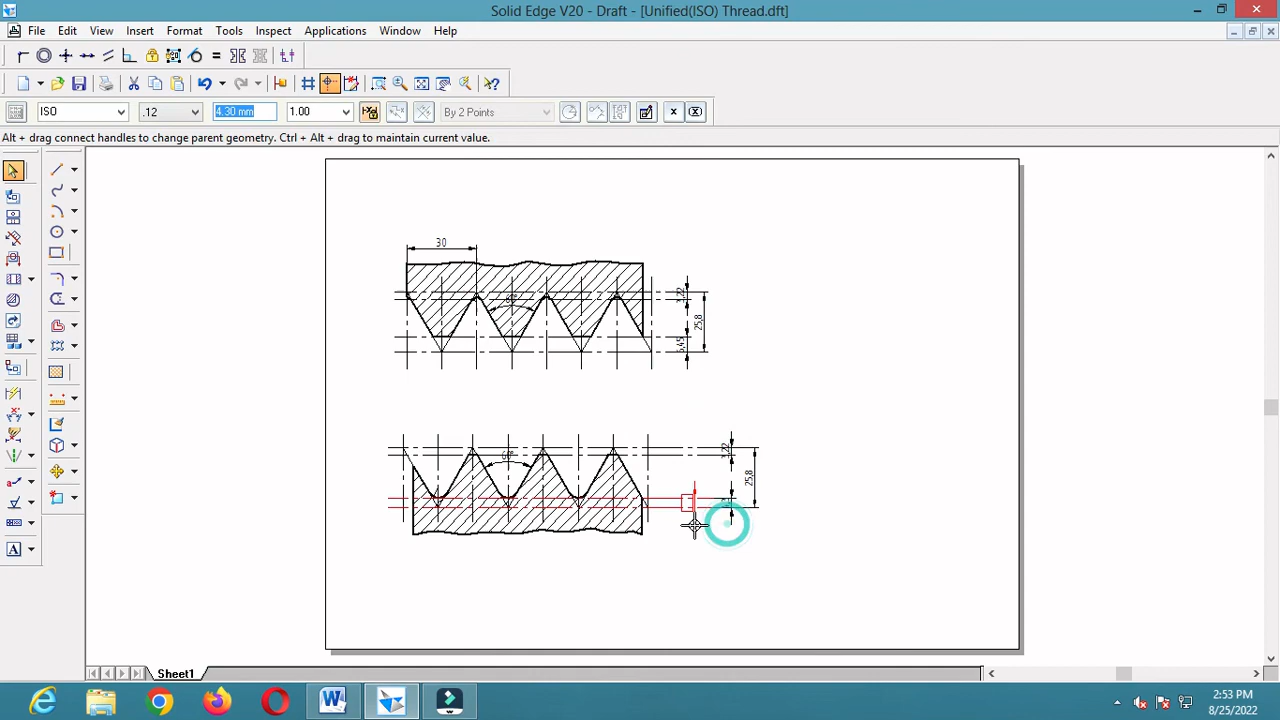 Solid Edge V20 - Draft - [Unified(ISO) Thread.dft]
File Edit View Insert Format Tools Inspect Applications Window Help
ISO .12 4.30 mm 1.00 By 2 Points
Alt + drag connect handles to change parent geometry. Ctrl + Alt + drag to maintain current value.
30
25,8
25,8
Sheet1
2:53 PM
8/25/2022